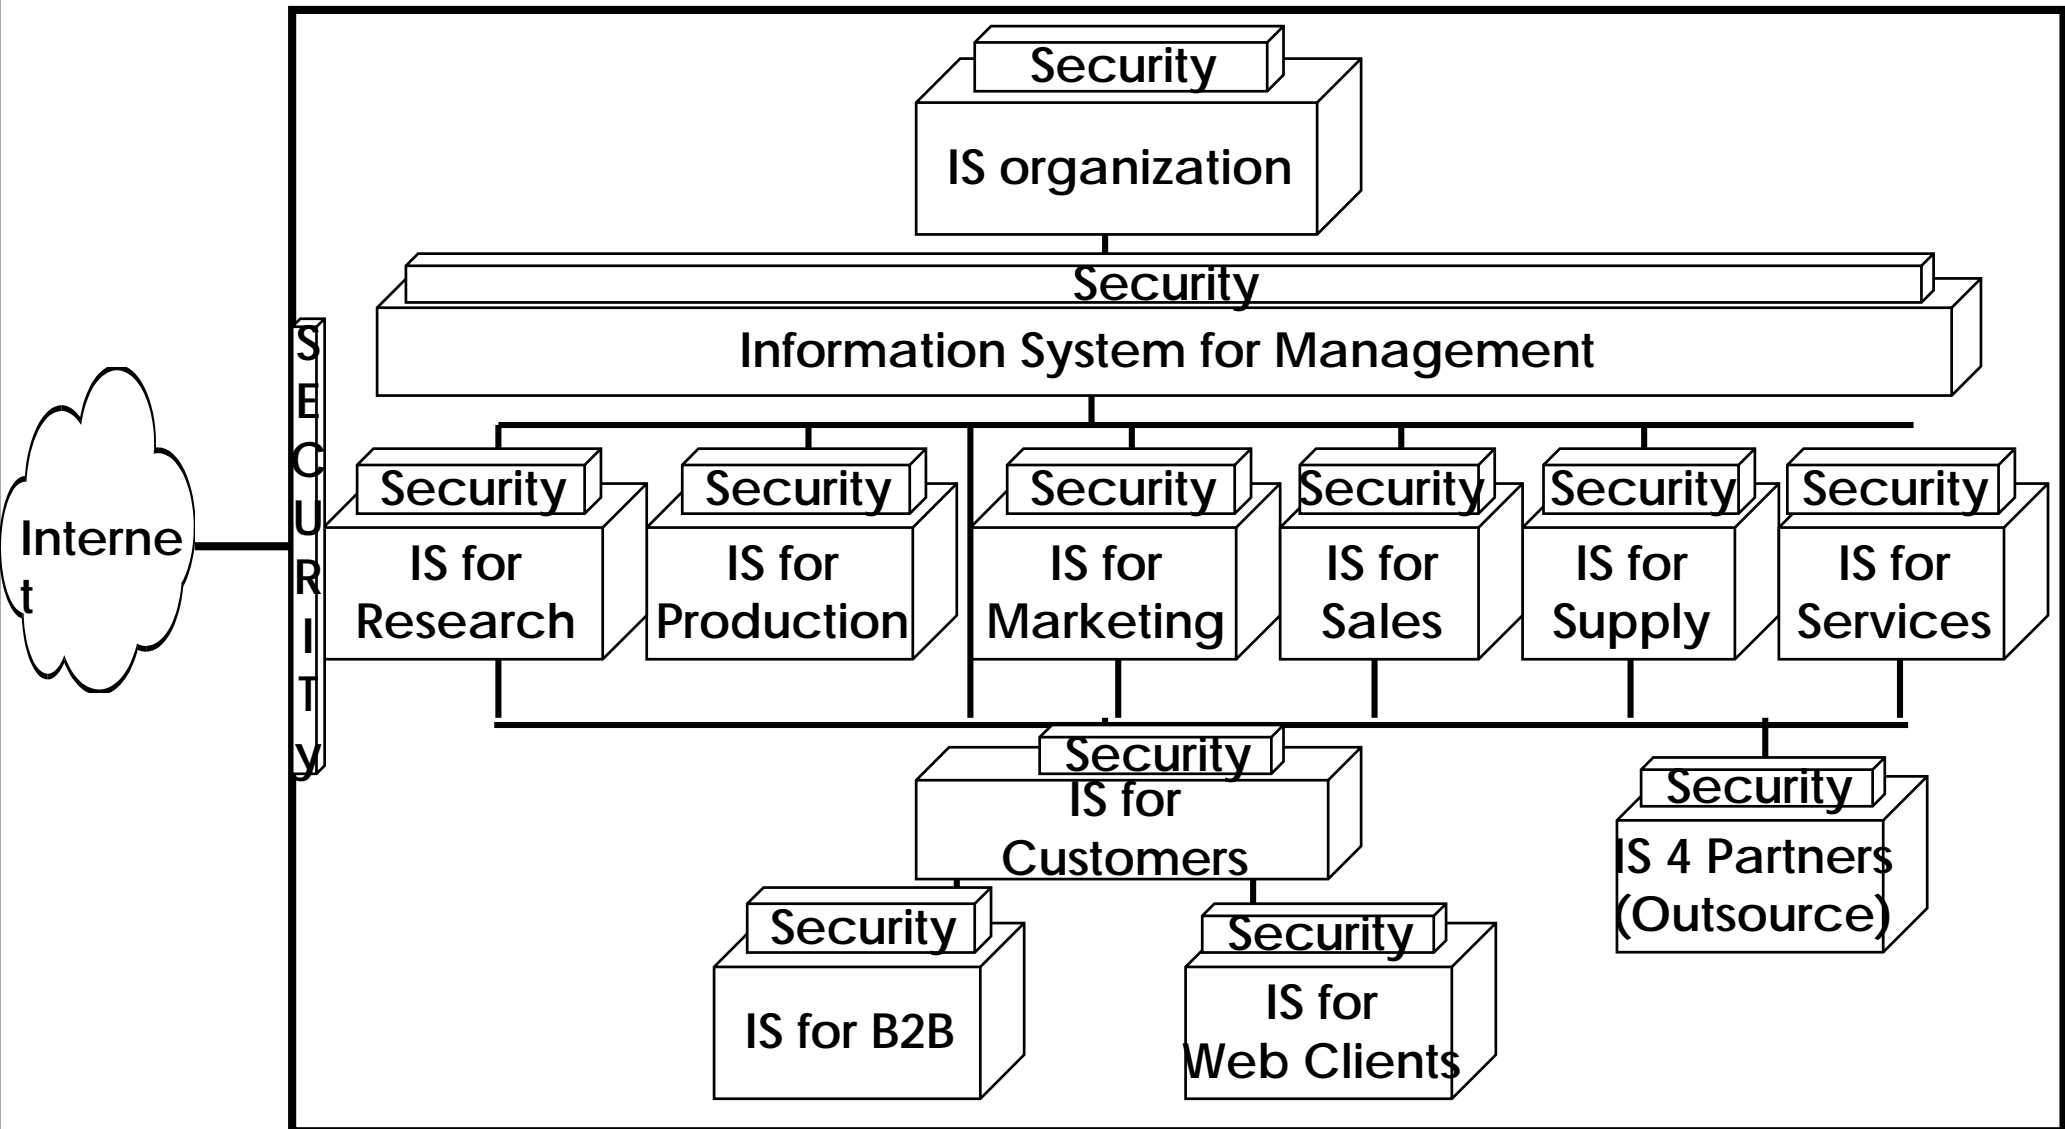 Security
IS organization
Security
Information System for Management
S
E
C
U
R
I
T
y
Interne
t
Security
IS for
Research
Security
IS for
Production
Security
IS for
Marketing
Security
IS for
Sales
Security
IS for
Supply
Security
IS for
Services
Security
IS for
Customers
Security
IS 4 Partners
(Outsource)
Security
IS for B2B
Security
IS for
Web Clients